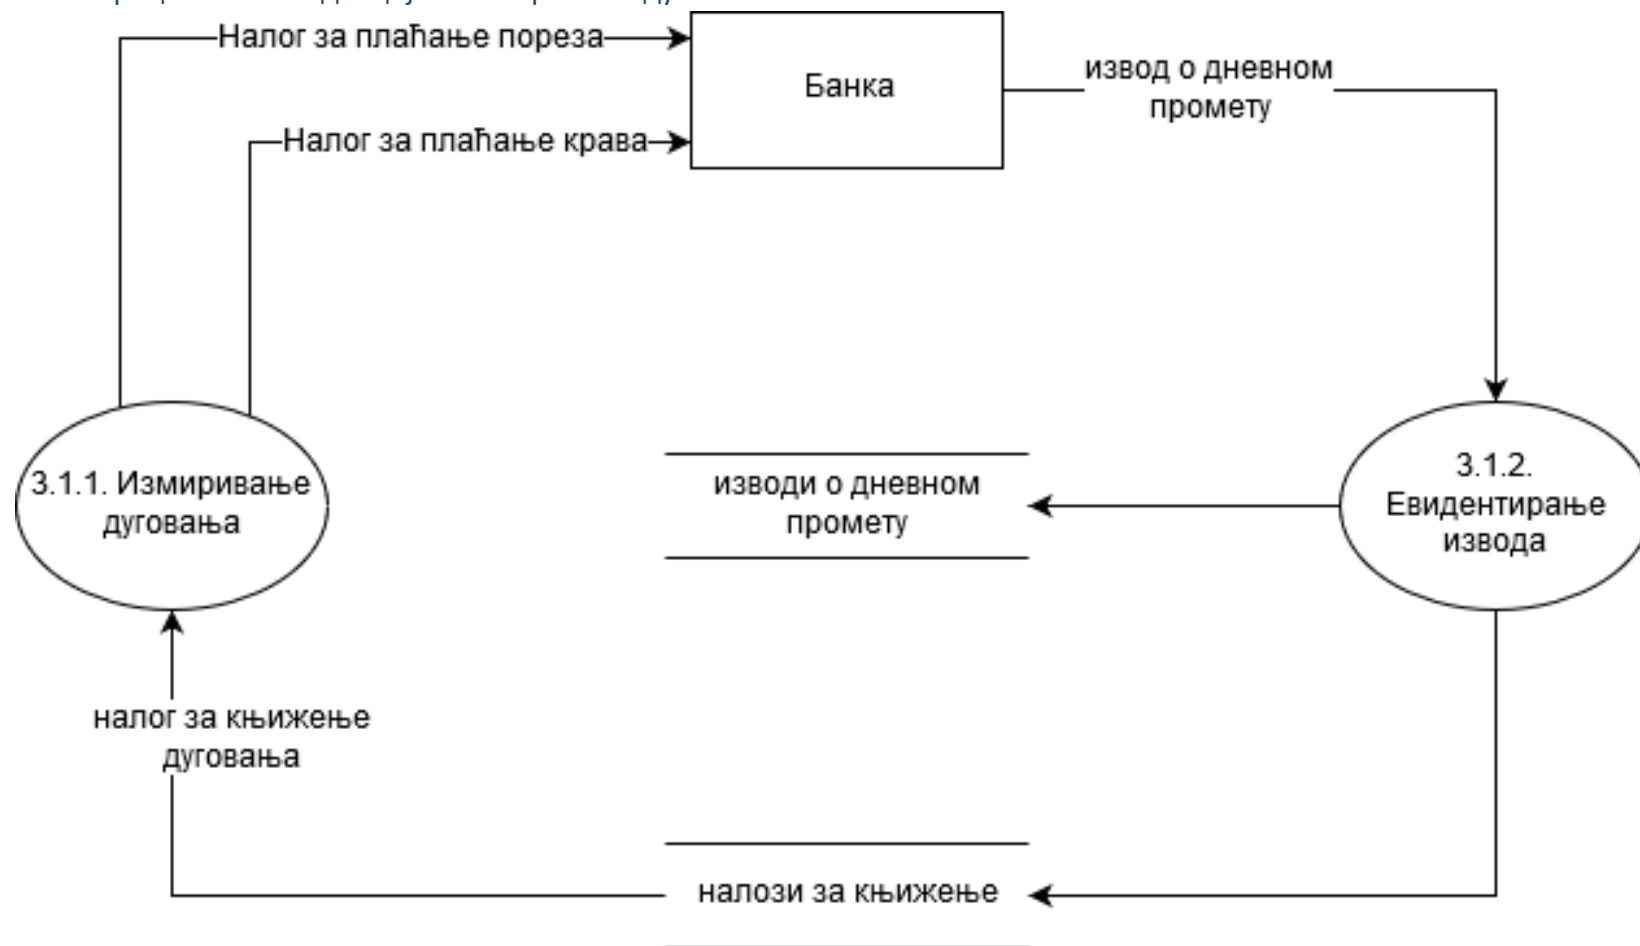 Налог за плаћање пореза
Банка
извод о дневном
промету
Налог за плаћање крава
3.1.1. Измиривање
дуговања
изводи о дневном
промету
3.1.2.
Евидентирање
извода
налог за књижење
дуговања
налози за књижење